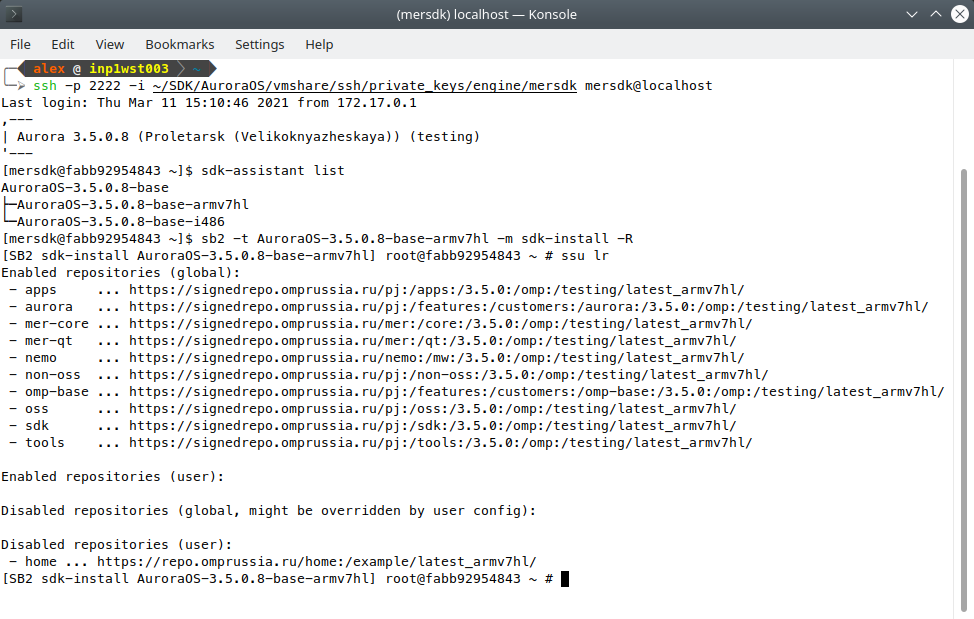 (mersdk) localhost — Konsole
File Edit View Bookmarks Settings Help
alex @ inp1wst003 ~
ssh -p 2222 -i ~/SDK/AuroraOS/vmshare/ssh/private_keys/engine/mersdk mersdk@localhost
Last login: Thu Mar 11 15:10:46 2021 from 172.17.0.1
,---
| Aurora 3.5.0.8 (Proletarsk (Velikoknyazheskaya)) (testing)
'---
[mersdk@fabb92954843 ~]$ sdk-assistant list
AuroraOS-3.5.0.8-base
├─AuroraOS-3.5.0.8-base-armv7hl
└─AuroraOS-3.5.0.8-base-i486
[mersdk@fabb92954843 ~]$ sb2 -t AuroraOS-3.5.0.8-base-armv7hl -m sdk-install -R
[SB2 sdk-install AuroraOS-3.5.0.8-base-armv7hl] root@fabb92954843 ~ # ssu lr
Enabled repositories (global):
 - apps     ... https://signedrepo.omprussia.ru/pj:/apps:/3.5.0:/omp:/testing/latest_armv7hl/
 - aurora   ... https://signedrepo.omprussia.ru/pj:/features:/customers:/aurora:/3.5.0:/omp:/testing/latest_armv7hl/
 - mer-core ... https://signedrepo.omprussia.ru/mer:/core:/3.5.0:/omp:/testing/latest_armv7hl/
 - mer-qt   ... https://signedrepo.omprussia.ru/mer:/qt:/3.5.0:/omp:/testing/latest_armv7hl/
 - nemo     ... https://signedrepo.omprussia.ru/nemo:/mw:/3.5.0:/omp:/testing/latest_armv7hl/
 - non-oss  ... https://signedrepo.omprussia.ru/pj:/non-oss:/3.5.0:/omp:/testing/latest_armv7hl/
 - omp-base ... https://signedrepo.omprussia.ru/pj:/features:/customers:/omp-base:/3.5.0:/omp:/testing/latest_armv7hl/
 - oss      ... https://signedrepo.omprussia.ru/pj:/oss:/3.5.0:/omp:/testing/latest_armv7hl/
 - sdk      ... https://signedrepo.omprussia.ru/pj:/sdk:/3.5.0:/omp:/testing/latest_armv7hl/
 - tools    ... https://signedrepo.omprussia.ru/pj:/tools:/3.5.0:/omp:/testing/latest_armv7hl/
Enabled repositories (user):
Disabled repositories (global, might be overridden by user config):
Disabled repositories (user):
 - home ... https://repo.omprussia.ru/home:/example/latest_armv7hl/
[SB2 sdk-install AuroraOS-3.5.0.8-base-armv7hl] root@fabb92954843 ~ #